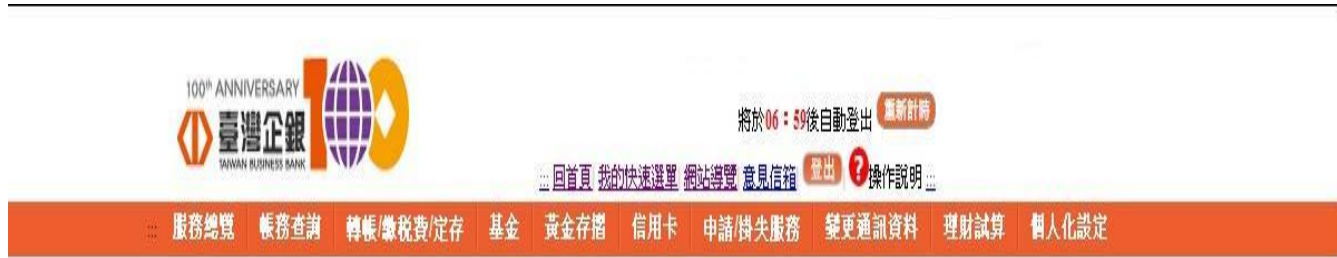 100th ANNIVERSARY
臺灣企銀
TAIWAN BUSINESS BANK
100
將於06:59後自動登出 重新計時
::: 回首頁 我的快速選單 網站導覽 意見信箱 登出 ? 操作說明 :::
::: 服務總覽 帳務查詢 轉帳/繳稅費/定存 基金 黃金存摺 信用卡 申請/掛失服務 變更通訊資料 理財試算 個人化設定